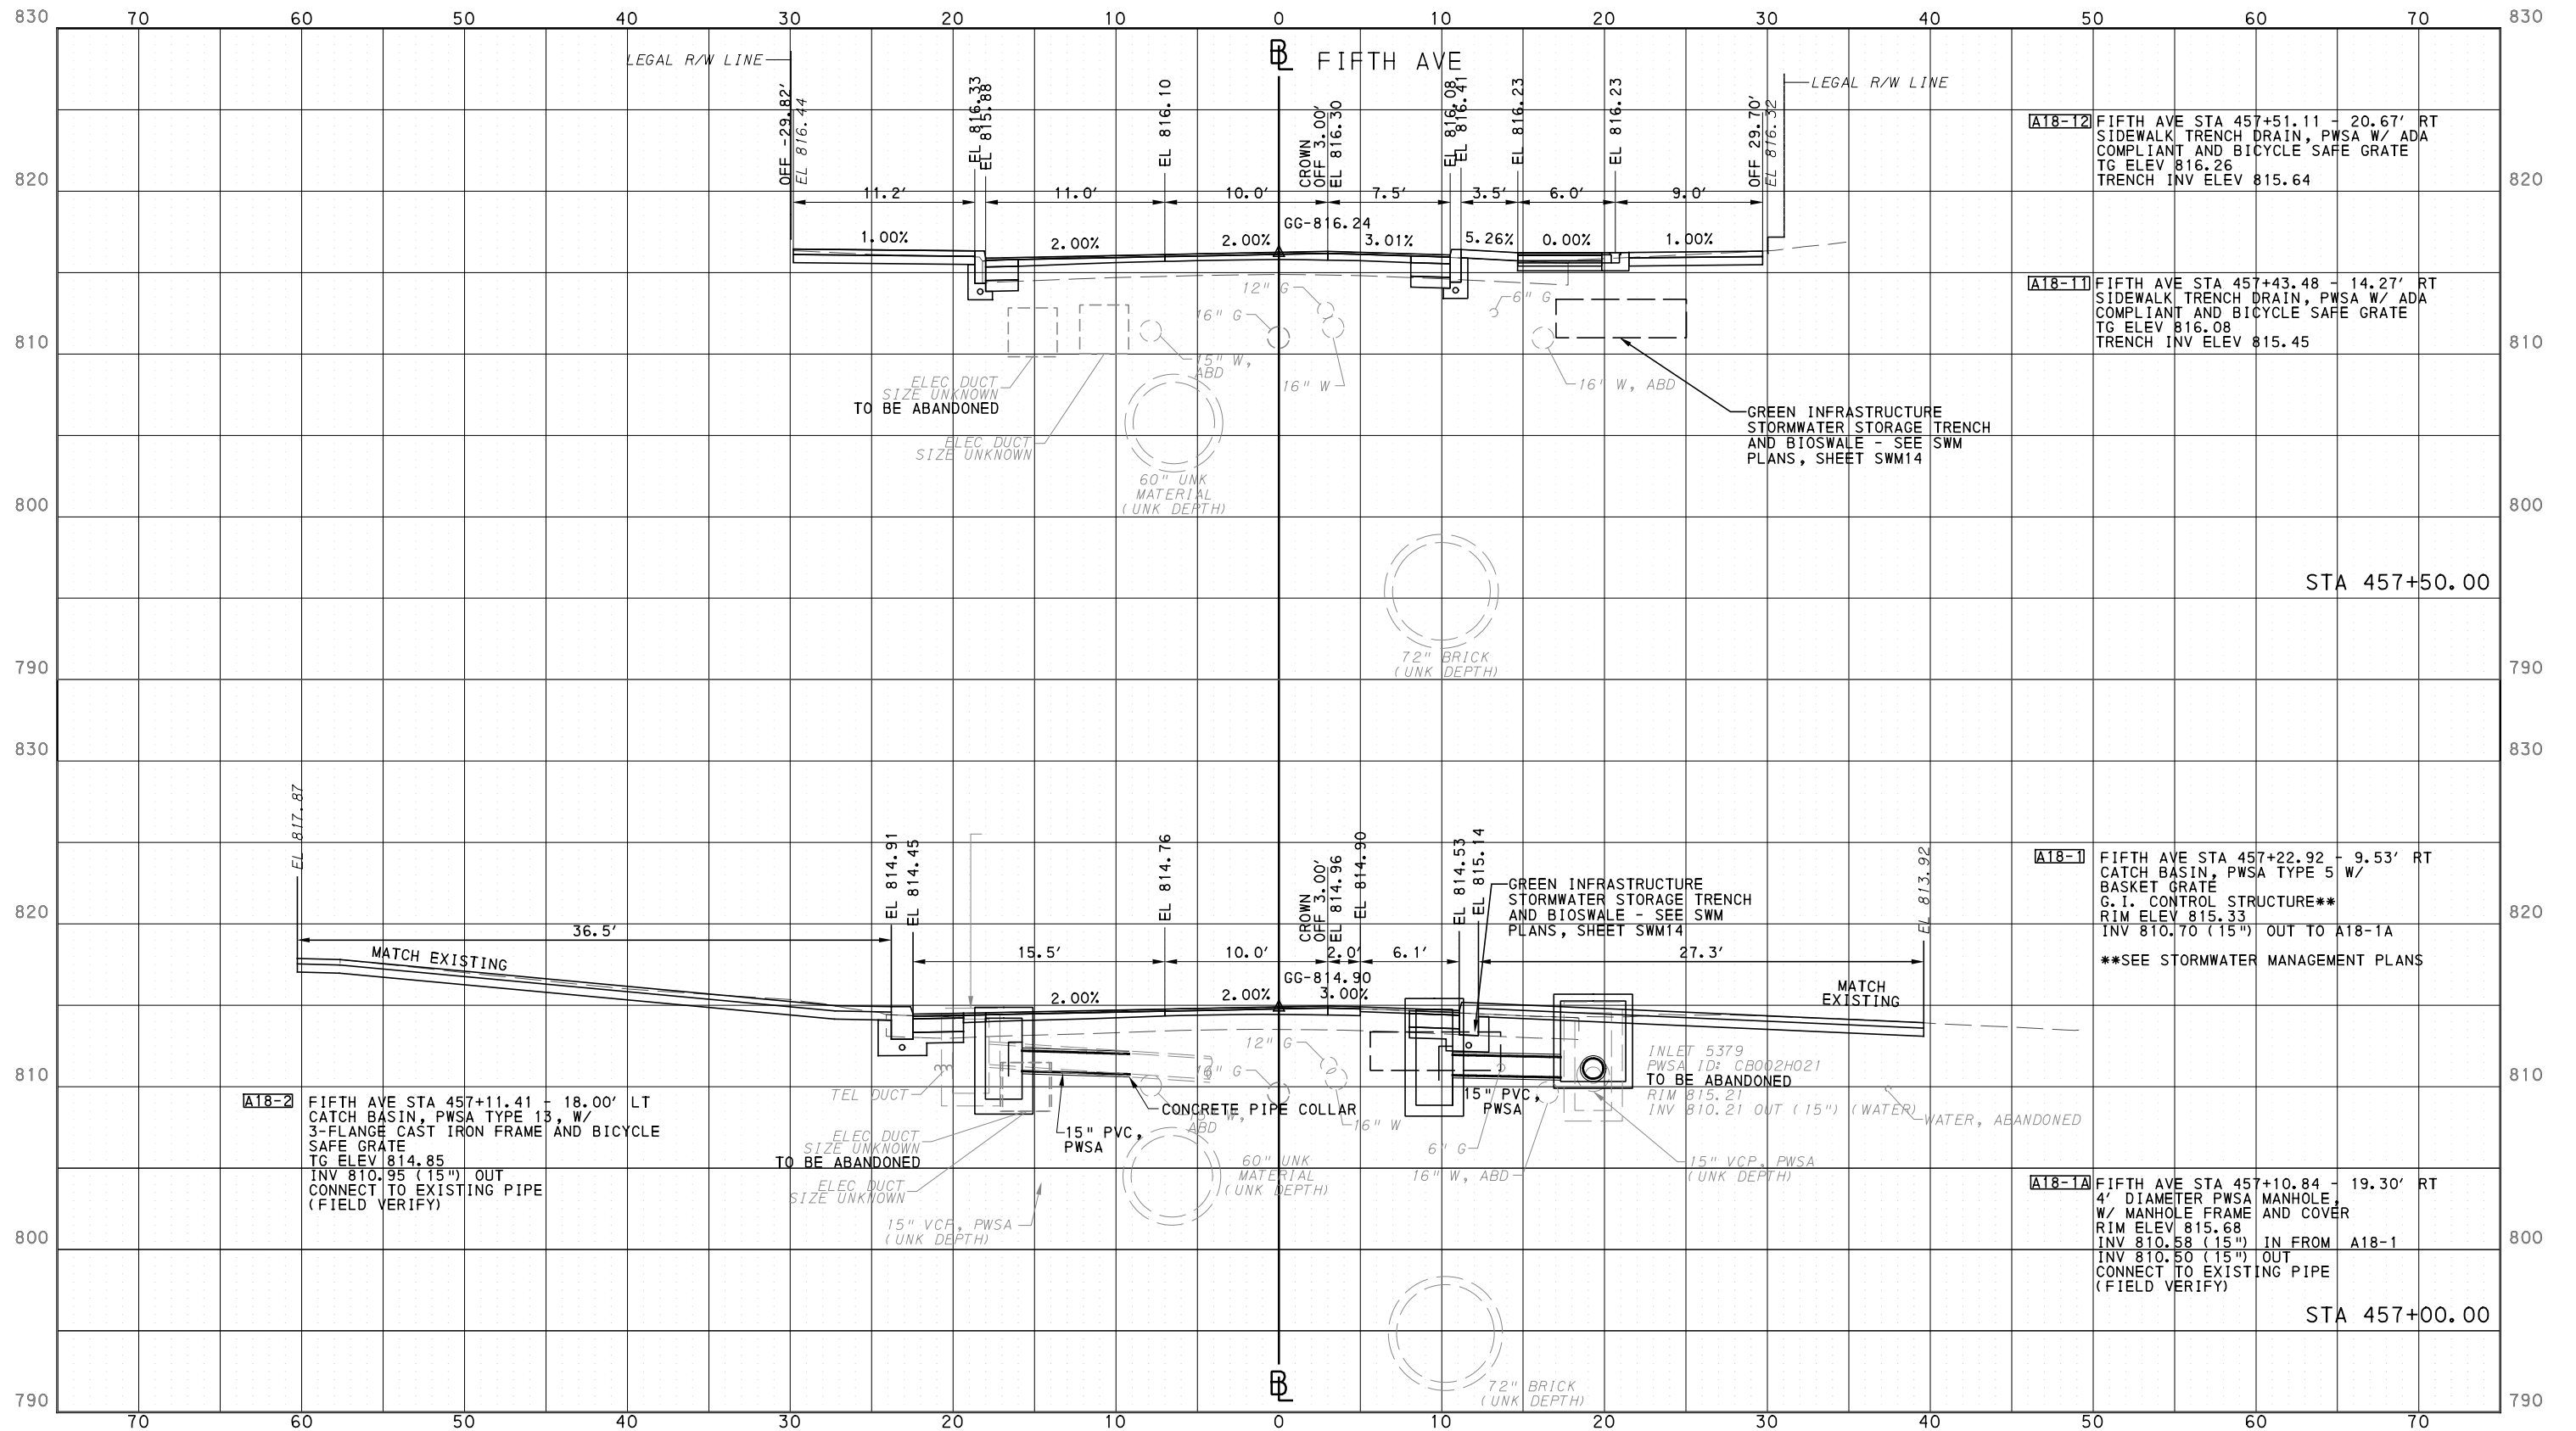 70 60 50 40 30 20 10 0 10 20 30 40 50 60 70
830 830
820 820
810 810
800 800
790 790
LEGAL R/W LINE
B FIFTH AVE
LEGAL R/W LINE
OFF -29.82'
EL 816.44
EL 816.33
EL 815.88
EL 816.10
CROWN
OFF 3.00'
EL 816.30
EL 816.08
EL 816.41
EL 816.23
EL 816.23
OFF 29.70'
EL 816.32
11.2' 11.0' 10.0' 7.5' 3.5' 6.0' 9.0'
GG-816.24
1.00% 2.00% 2.00% 3.01% 5.26% 0.00% 1.00%
12" G
16" G
6" G
15" W,
ABD
16" W
16" W, ABD
ELEC DUCT
SIZE UNKNOWN
TO BE ABANDONED
ELEC DUCT
SIZE UNKNOWN
60" UNK
MATERIAL
(UNK DEPTH)
GREEN INFRASTRUCTURE
STORMWATER STORAGE TRENCH
AND BIOSWALE - SEE SWM
PLANS, SHEET SWM14
72" BRICK
(UNK DEPTH)
A18-12 FIFTH AVE STA 457+51.11 - 20.67' RT
SIDEWALK TRENCH DRAIN, PWSA W/ ADA
COMPLIANT AND BICYCLE SAFE GRATE
TG ELEV 816.26
TRENCH INV ELEV 815.64
A18-11 FIFTH AVE STA 457+43.48 - 14.27' RT
SIDEWALK TRENCH DRAIN, PWSA W/ ADA
COMPLIANT AND BICYCLE SAFE GRATE
TG ELEV 816.08
TRENCH INV ELEV 815.45
STA 457+50.00
830 830
820 820
810 810
800 800
790 790
EL 817.87
EL 814.91
EL 814.45
EL 814.76
CROWN
OFF 3.00'
EL 814.96
EL 814.90
EL 814.53
EL 815.14
EL 813.92
GREEN INFRASTRUCTURE
STORMWATER STORAGE TRENCH
AND BIOSWALE - SEE SWM
PLANS, SHEET SWM14
36.5' 15.5' 10.0' 2.0' 6.1' 27.3'
MATCH EXISTING
GG-814.90
2.00% 2.00% 3.00%
MATCH
EXISTING
12" G
16" G
TEL DUCT
CONCRETE PIPE COLLAR
15" PVC,
PWSA
15" W,
ABD
16" W
15" PVC,
PWSA
6" G
16" W, ABD
INLET 5379
PWSA ID: CB002H021
TO BE ABANDONED
RIM 815.21
INV 810.21 OUT (15") (WATER)
WATER, ABANDONED
15" VCP, PWSA
(UNK DEPTH)
ELEC DUCT
SIZE UNKNOWN
TO BE ABANDONED
ELEC DUCT
SIZE UNKNOWN
15" VCP, PWSA
(UNK DEPTH)
60" UNK
MATERIAL
(UNK DEPTH)
72" BRICK
(UNK DEPTH)
A18-2 FIFTH AVE STA 457+11.41 - 18.00' LT
CATCH BASIN, PWSA TYPE 13, W/
3-FLANGE CAST IRON FRAME AND BICYCLE
SAFE GRATE
TG ELEV 814.85
INV 810.95 (15") OUT
CONNECT TO EXISTING PIPE
(FIELD VERIFY)
A18-1 FIFTH AVE STA 457+22.92 - 9.53' RT
CATCH BASIN, PWSA TYPE 5 W/
BASKET GRATE
G.I. CONTROL STRUCTURE**
RIM ELEV 815.33
INV 810.70 (15") OUT TO A18-1A
**SEE STORMWATER MANAGEMENT PLANS
A18-1A FIFTH AVE STA 457+10.84 - 19.30' RT
4' DIAMETER PWSA MANHOLE,
W/ MANHOLE FRAME AND COVER
RIM ELEV 815.68
INV 810.58 (15") IN FROM A18-1
INV 810.50 (15") OUT
CONNECT TO EXISTING PIPE
(FIELD VERIFY)
STA 457+00.00
B
70 60 50 40 30 20 10 0 10 20 30 40 50 60 70